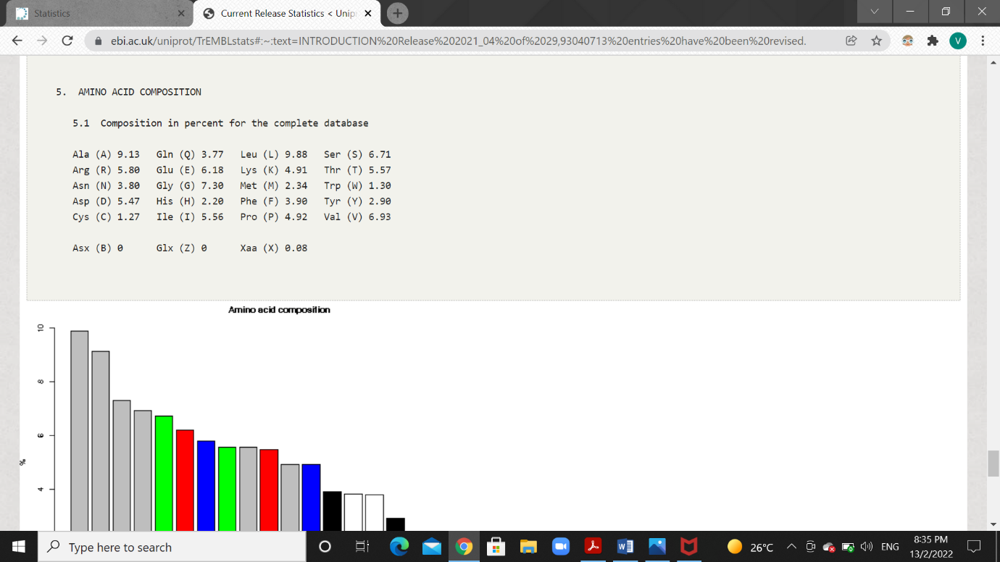 Statistics
Current Release Statistics < Unip
ebi.ac.uk/uniprot/TrEMBLstats#:~:text=INTRODUCTION%20Release%202021_04%20of%2029,93040713%20entries%20have%20been%20revised.
V
5. AMINO ACID COMPOSITION
5.1 Composition in percent for the complete database
Ala (A) 9.13 Gln (Q) 3.77 Leu (L) 9.88 Ser (S) 6.71
Arg (R) 5.80 Glu (E) 6.18 Lys (K) 4.91 Thr (T) 5.57
Asn (N) 3.80 Gly (G) 7.30 Met (M) 2.34 Trp (W) 1.30
Asp (D) 5.47 His (H) 2.20 Phe (F) 3.90 Tyr (Y) 2.90
Cys (C) 1.27 Ile (I) 5.56 Pro (P) 4.92 Val (V) 6.93
Asx (B) 0 Glx (Z) 0 Xaa (X) 0.08
Amino acid composition
10
8
6
%
4
Type here to search
26°C
ENG
8:35 PM
13/2/2022